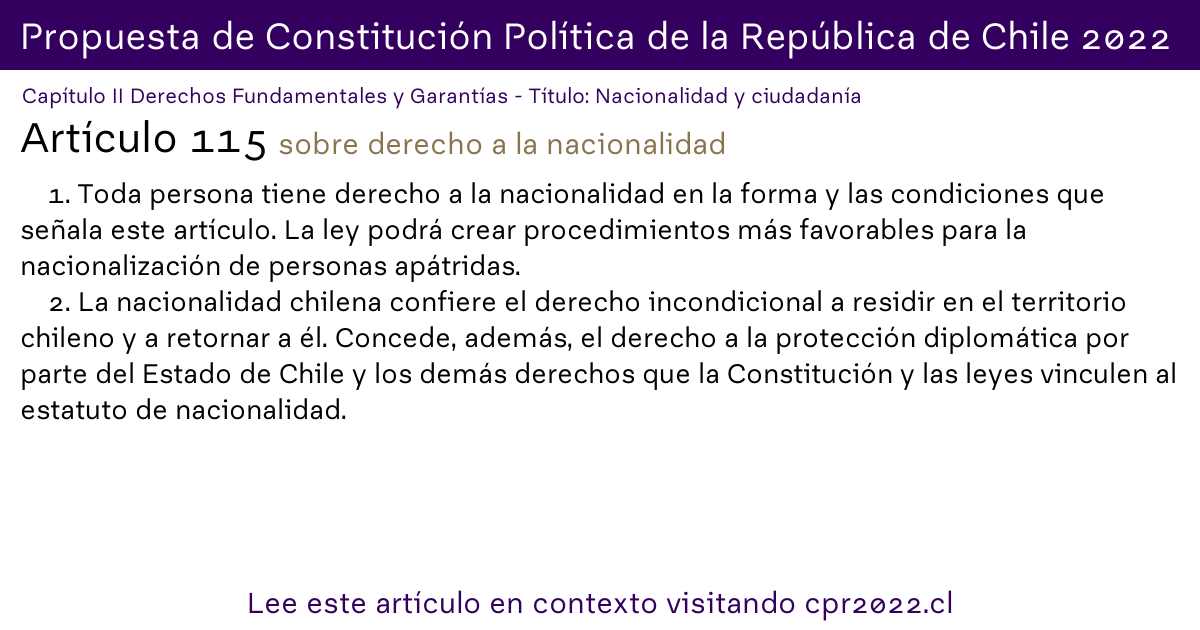 Propuesta de Constitución Política de la República de Chile 2022
Capítulo II Derechos Fundamentales y Garantías - Título: Nacionalidad y ciudadanía
Artículo 115 sobre derecho a la nacionalidad
1. Toda persona tiene derecho a la nacionalidad en la forma y las condiciones que
señala este artículo. La ley podrá crear procedimientos más favorables para la
nacionalización de personas apátridas.
2. La nacionalidad chilena confiere el derecho incondicional a residir en el territorio
chileno y a retornar a él. Concede, además, el derecho a la protección diplomática por
parte del Estado de Chile y los demás derechos que la Constitución y las leyes vinculen al
estatuto de nacionalidad.
Lee este artículo en contexto visitando cpr2022.cl